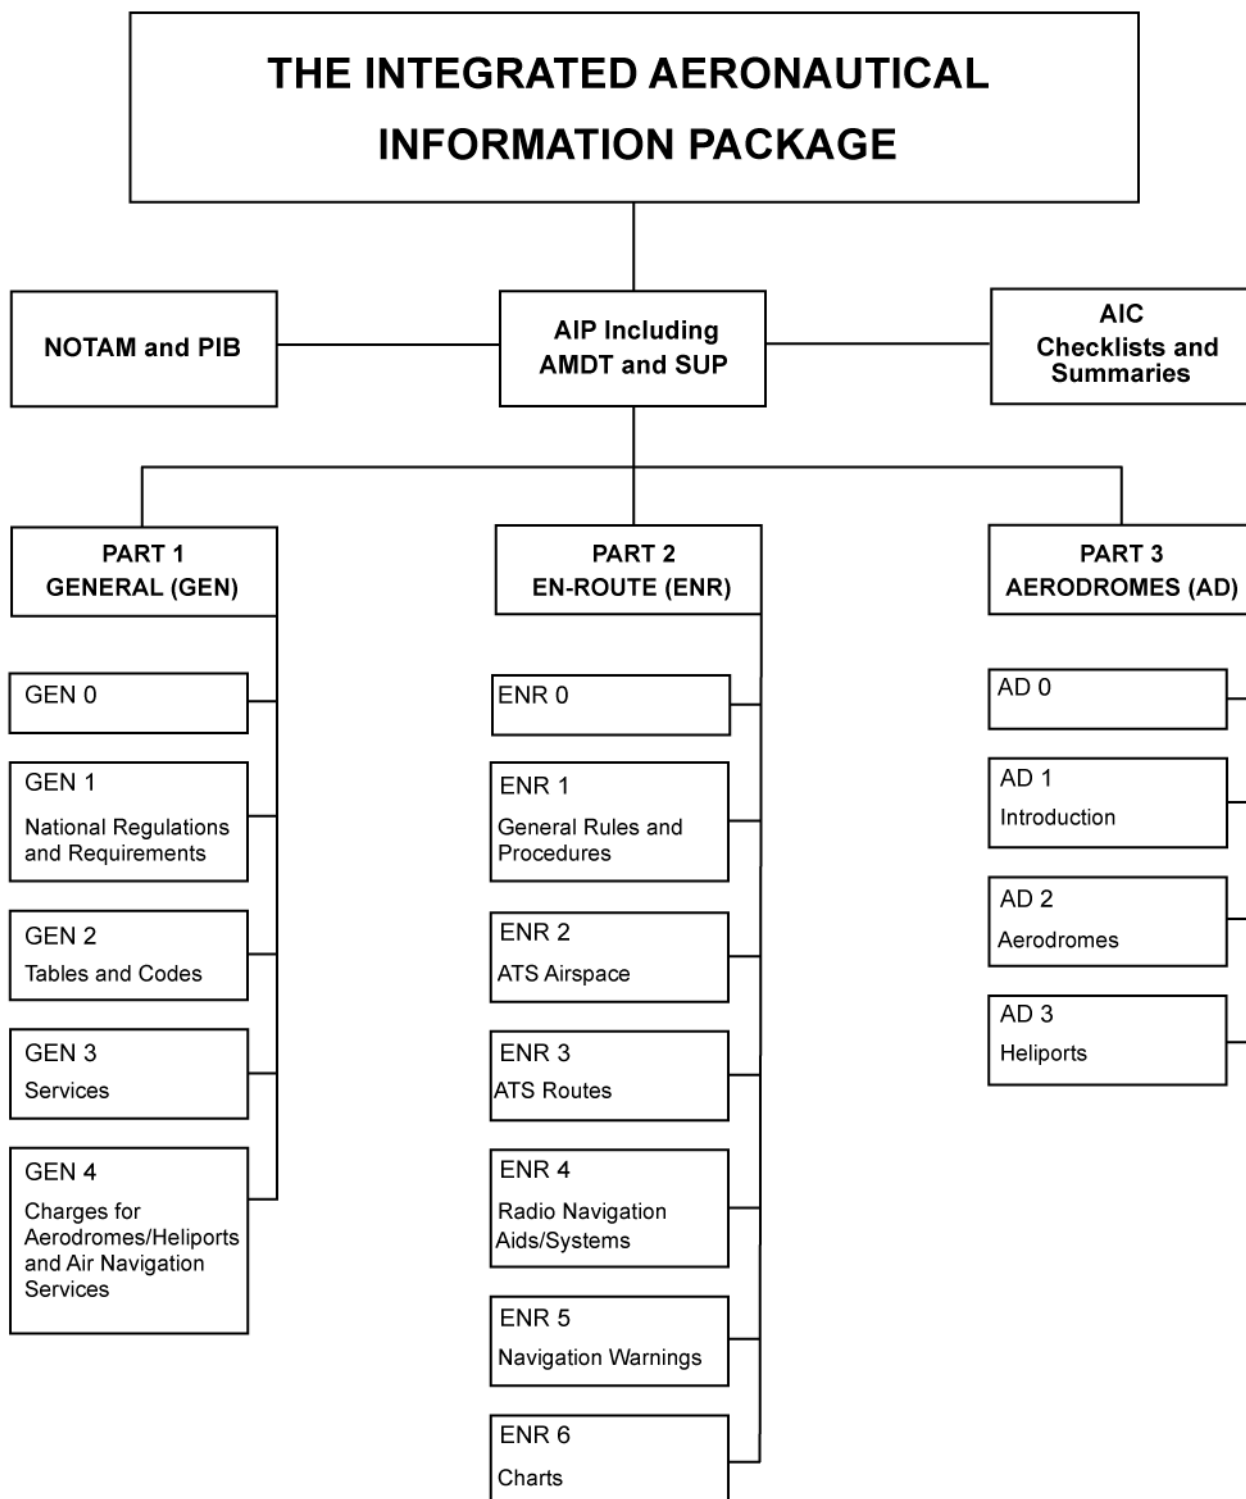 THE INTEGRATED AERONAUTICAL
INFORMATION PACKAGE
NOTAM and PIB
AIP Including
AMDT and SUP
AIC
Checklists and
Summaries
PART 1
GENERAL (GEN)
GEN 0
GEN 1
National Regulations
and Requirements
GEN 2
Tables and Codes
GEN 3
Services
GEN 4
Charges for
Aerodromes/Heliports
and Air Navigation
Services
PART 2
EN-ROUTE (ENR)
ENR 0
ENR 1
General Rules and
Procedures
ENR 2
ATS Airspace
ENR 3
ATS Routes
ENR 4
Radio Navigation
Aids/Systems
ENR 5
Navigation Warnings
ENR 6
Charts
PART 3
AERODROMES (AD)
AD 0
AD 1
Introduction
AD 2
Aerodromes
AD 3
Heliports